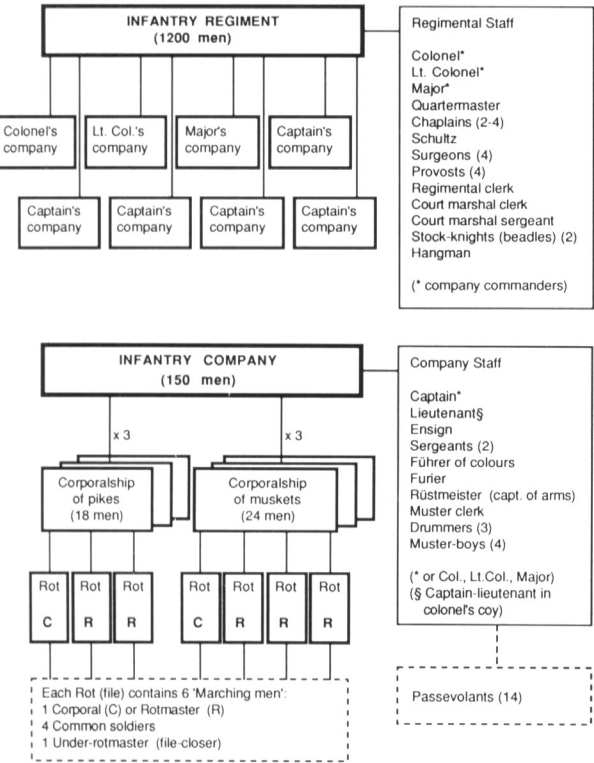 INFANTRY REGIMENT
(1200 men)
Colonel's
company
Lt. Col.'s
company
Major's
company
Captain's
company
Captain's
company
Captain's
company
Captain's
company
Captain's
company
Regimental Staff
Colonel*
Lt. Colonel*
Major*
Quartermaster
Chaplains (2-4)
Schultz
Surgeons (4)
Provosts (4)
Regimental clerk
Court marshal clerk
Court marshal sergeant
Stock-knights (beadles) (2)
Hangman
(* company commanders)
INFANTRY COMPANY
(150 men)
x 3
x 3
Corporalship
of pikes
(18 men)
Corporalship
of muskets
(24 men)
Rot
C
Rot
R
Rot
R
Rot
C
Rot
R
Rot
R
Rot
R
Each Rot (file) contains 6 'Marching men':
1 Corporal (C) or Rotmaster (R)
4 Common soldiers
1 Under-rotmaster (file-closer)
Company Staff
Captain*
Lieutenant§
Ensign
Sergeants (2)
Führer of colours
Furier
Rüstmeister (capt. of arms)
Muster clerk
Drummers (3)
Muster-boys (4)
(* or Col., Lt.Col., Major)
(§ Captain-lieutenant in
colonel's coy)
Passevolants (14)